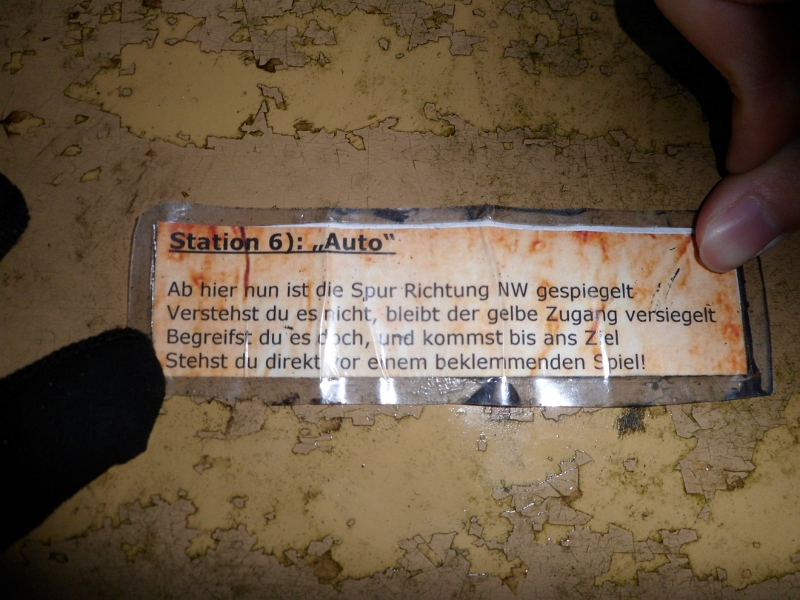 Station 6): „Auto“
Ab hier nun ist die Spur Richtung NW gespiegelt
Verstehst du es nicht, bleibt der gelbe Zugang versiegelt
Begreifst du es doch, und kommst bis ans Ziel
Stehst du direkt vor einem beklemmenden Spiel!